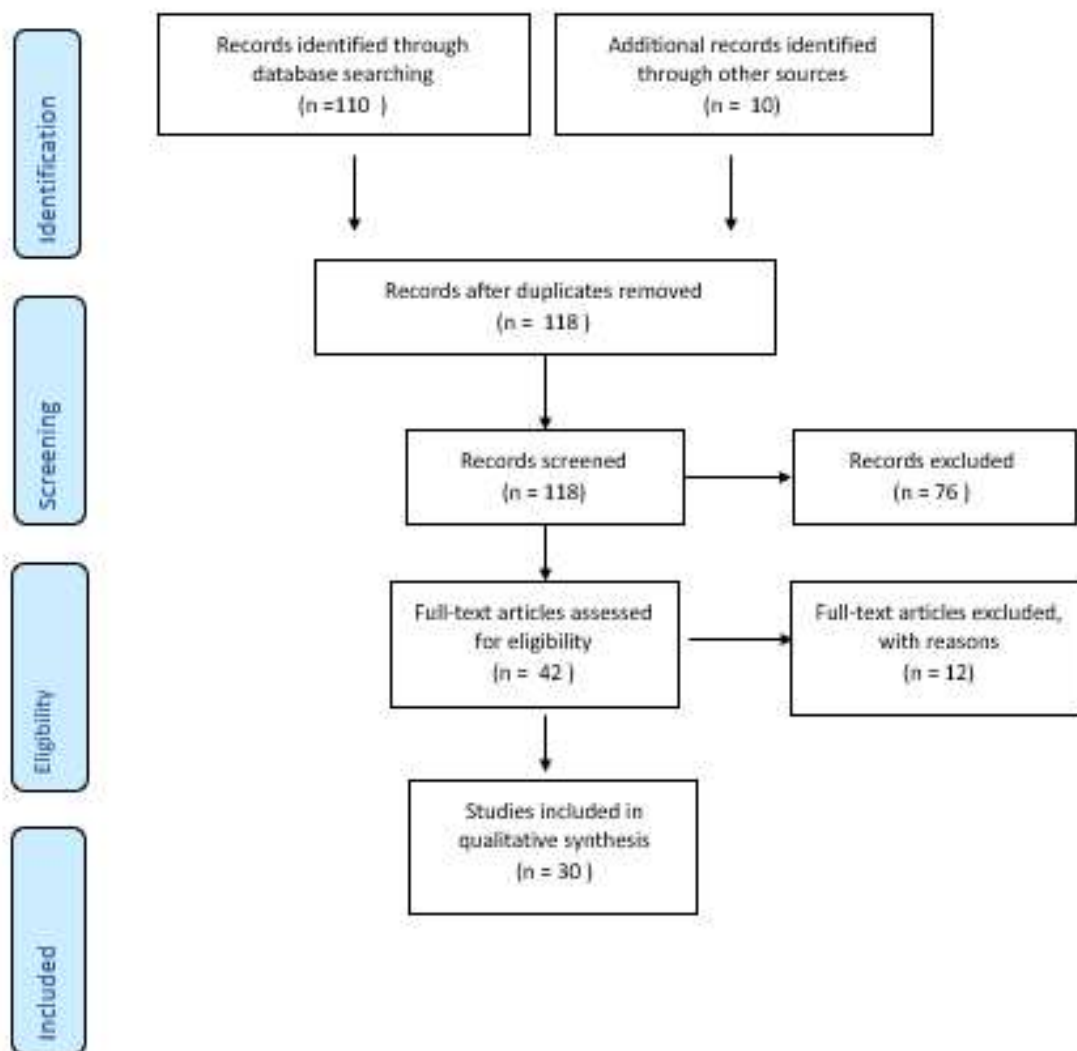 Identification
Records identified through
database searching
(n =110 )
Additional records identified
through other sources
(n = 10)
Records after duplicates removed
(n = 118 )
Screening
Records screened
(n = 118)
Records excluded
(n = 76 )
Eligibility
Full-text articles assessed
for eligibility
(n = 42 )
Full-text articles excluded,
with reasons
(n = 12)
Included
Studies included in
qualitative synthesis
(n = 30 )